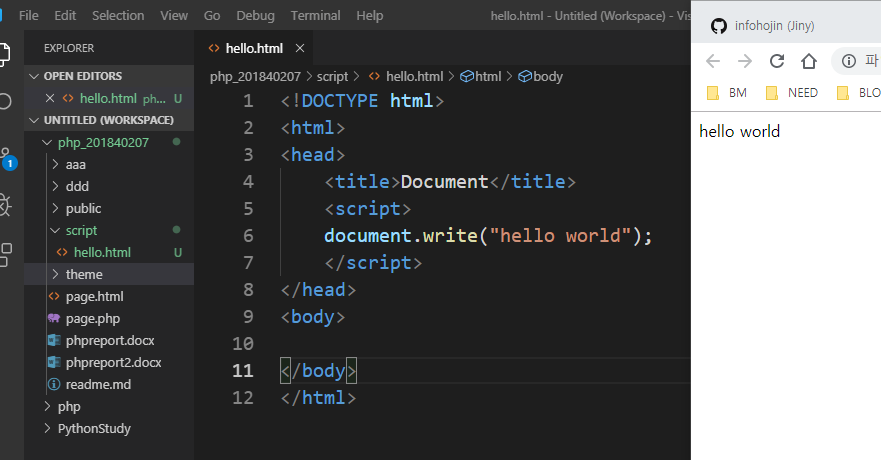 File Edit Selection View Go Debug Terminal Help hello.html - Untitled (Workspace) - Vis
infohojin (Jiny)
EXPLORER
hello.html
OPEN EDITORS
hello.html ph... U
UNTITLED (WORKSPACE)
php_201840207
aaa
ddd
public
script
hello.html U
theme
page.html
page.php
phpreport.docx
phpreport2.docx
readme.md
php
PythonStudy
1
php_201840207 > script > hello.html > html > body
1 <!DOCTYPE html>
2 <html>
3 <head>
4 <title>Document</title>
5 <script>
6 document.write("hello world");
7 </script>
8 </head>
9 <body>
10
11 </body>
12 </html>
파
BM NEED BLO
hello world